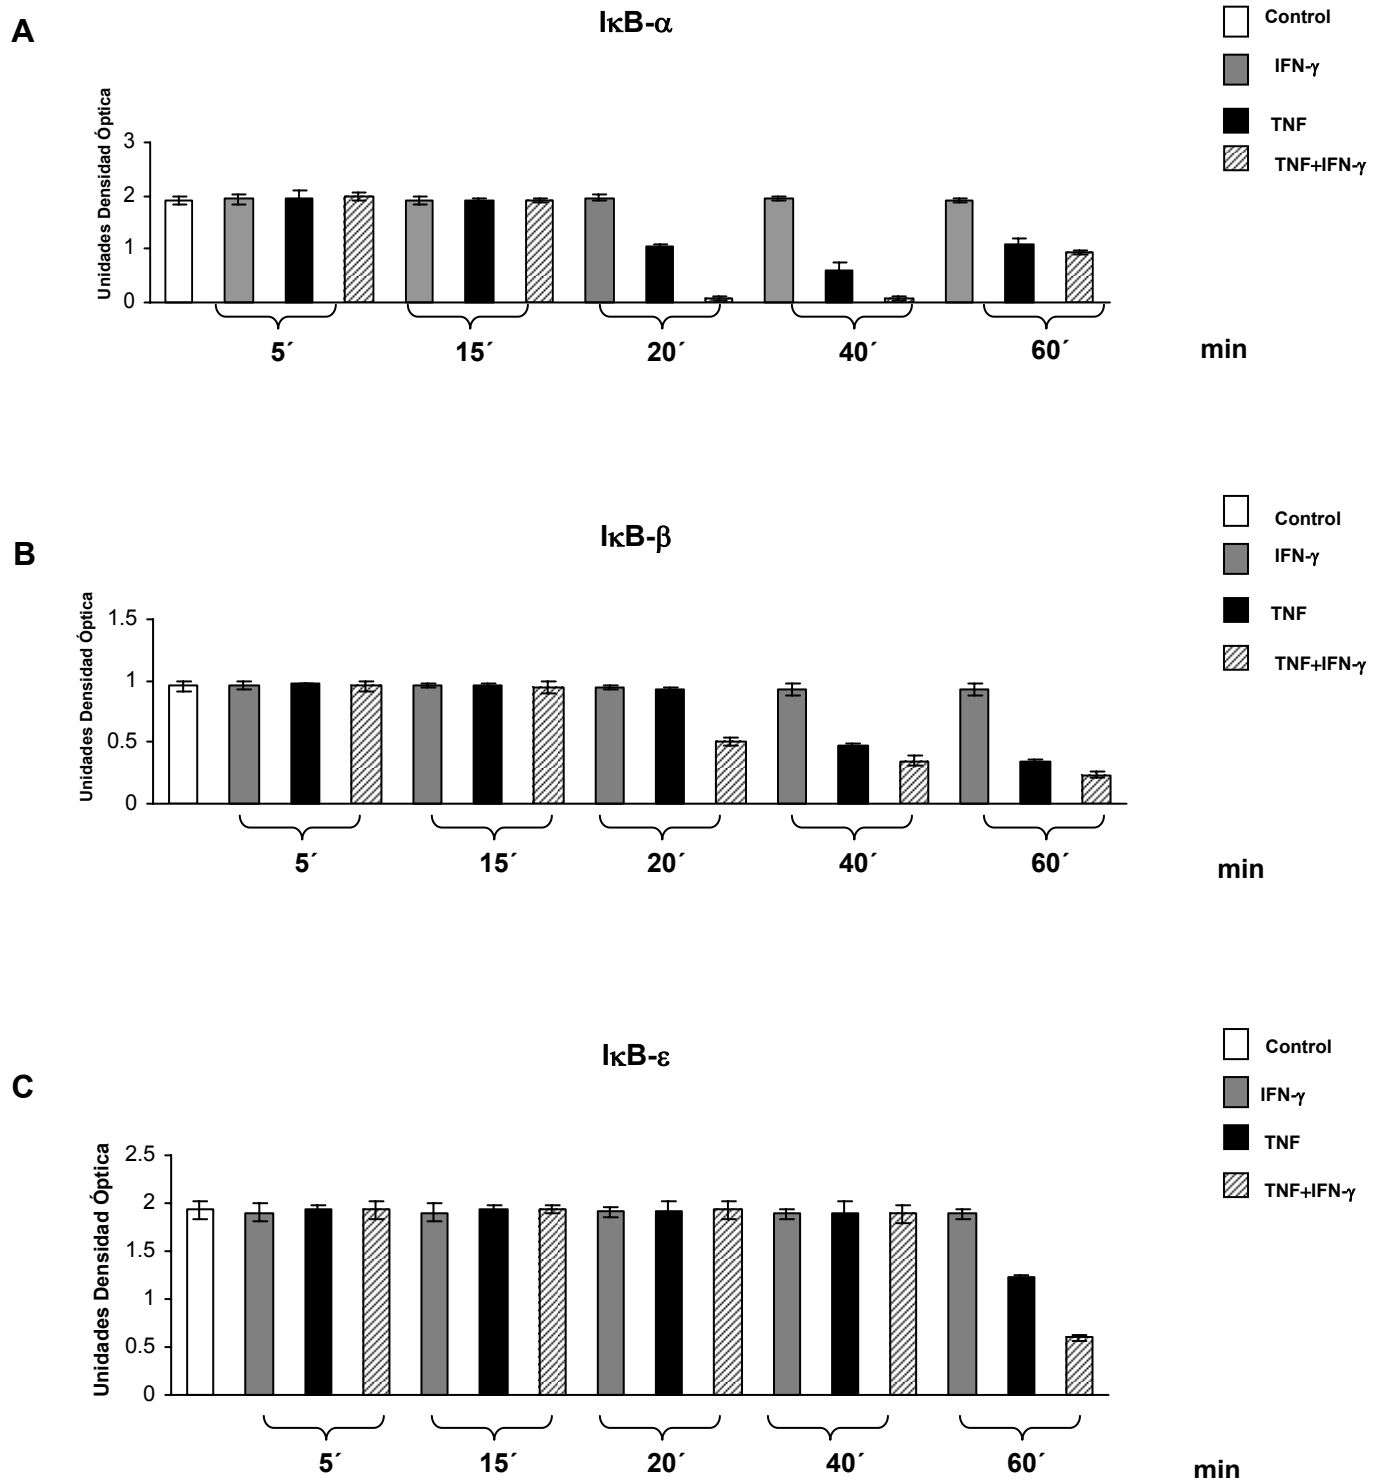 A
IκB-α
Control
IFN-γ
TNF
TNF+IFN-γ
Unidades Densidad Óptica
3
2
1
0
5´ 15´ 20´ 40´ 60´ min
B
IκB-β
Control
IFN-γ
TNF
TNF+IFN-γ
Unidades Densidad Óptica
1.5
1
0.5
0
5´ 15´ 20´ 40´ 60´ min
C
IκB-ε
Control
IFN-γ
TNF
TNF+IFN-γ
Unidades Densidad Óptica
2.5
2
1.5
1
0.5
0
5´ 15´ 20´ 40´ 60´ min